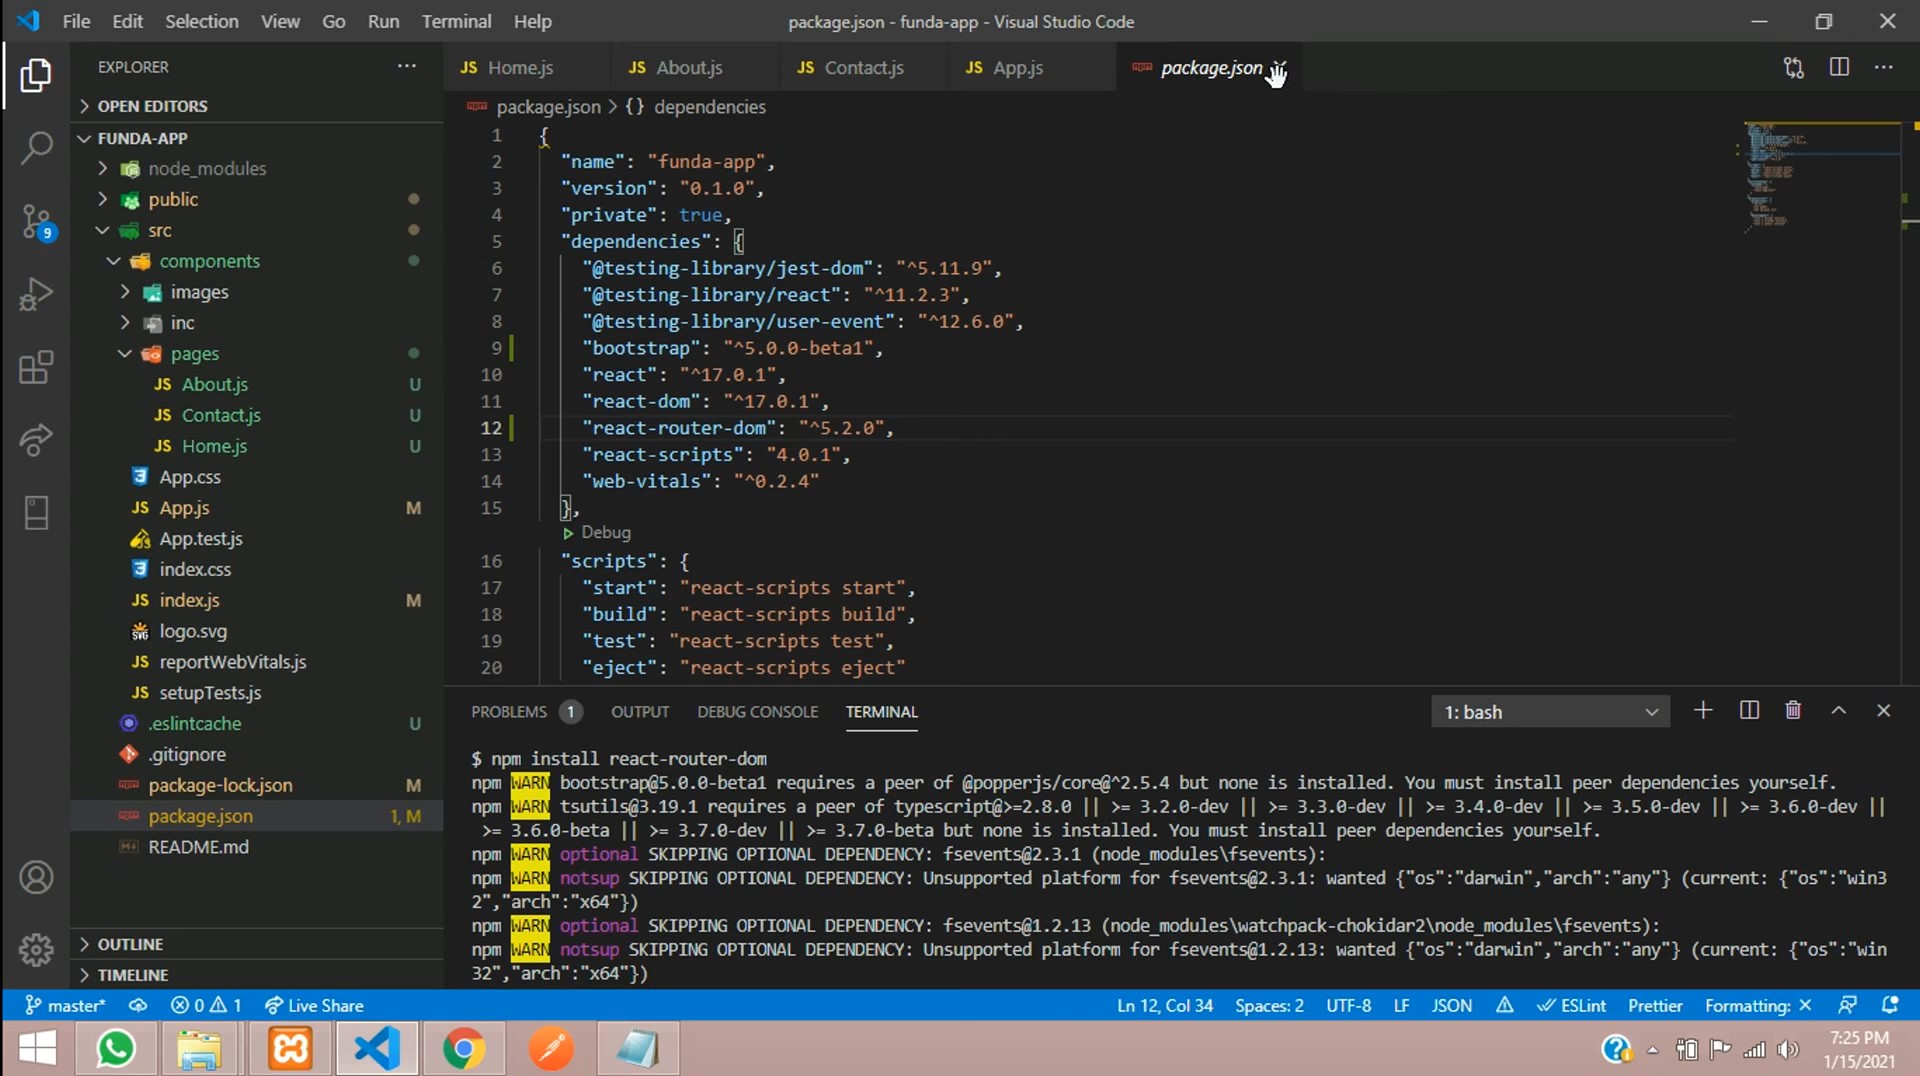 File Edit Selection View Go Run Terminal Help
package.json - funda-app - Visual Studio Code
EXPLORER
OPEN EDITORS
FUNDA-APP
node_modules
public
src
components
images
inc
pages
JS About.js U
JS Contact.js U
JS Home.js U
App.css
JS App.js M
App.test.js
index.css
JS index.js M
logo.svg
JS reportWebVitals.js
JS setupTests.js
.eslintcache U
.gitignore
package-lock.json M
package.json 1, M
README.md
OUTLINE
TIMELINE
9
JS Home.js JS About.js JS Contact.js JS App.js package.json
package.json > {} dependencies
1 {
2 "name": "funda-app",
3 "version": "0.1.0",
4 "private": true,
5 "dependencies": {
6 "@testing-library/jest-dom": "^5.11.9",
7 "@testing-library/react": "^11.2.3",
8 "@testing-library/user-event": "^12.6.0",
9 "bootstrap": "^5.0.0-beta1",
10 "react": "^17.0.1",
11 "react-dom": "^17.0.1",
12 "react-router-dom": "^5.2.0",
13 "react-scripts": "4.0.1",
14 "web-vitals": "^0.2.4"
15 },
Debug
16 "scripts": {
17 "start": "react-scripts start",
18 "build": "react-scripts build",
19 "test": "react-scripts test",
20 "eject": "react-scripts eject"
PROBLEMS 1 OUTPUT DEBUG CONSOLE TERMINAL 1: bash
$ npm install react-router-dom
npm WARN bootstrap@5.0.0-beta1 requires a peer of @popperjs/core@^2.5.4 but none is installed. You must install peer dependencies yourself.
npm WARN tsutils@3.19.1 requires a peer of typescript@>=2.8.0 || >= 3.2.0-dev || >= 3.3.0-dev || >= 3.4.0-dev || >= 3.5.0-dev || >= 3.6.0-dev ||
>= 3.6.0-beta || >= 3.7.0-dev || >= 3.7.0-beta but none is installed. You must install peer dependencies yourself.
npm WARN optional SKIPPING OPTIONAL DEPENDENCY: fsevents@2.3.1 (node_modules\fsevents):
npm WARN notsup SKIPPING OPTIONAL DEPENDENCY: Unsupported platform for fsevents@2.3.1: wanted {"os":"darwin","arch":"any"} (current: {"os":"win3
2","arch":"x64"})
npm WARN optional SKIPPING OPTIONAL DEPENDENCY: fsevents@1.2.13 (node_modules\watchpack-chokidar2\node_modules\fsevents):
npm WARN notsup SKIPPING OPTIONAL DEPENDENCY: Unsupported platform for fsevents@1.2.13: wanted {"os":"darwin","arch":"any"} (current: {"os":"win
32","arch":"x64"})
master* 0 1 Live Share Ln 12, Col 34 Spaces: 2 UTF-8 LF JSON ESLint Prettier Formatting: ×
7:25 PM
1/15/2021